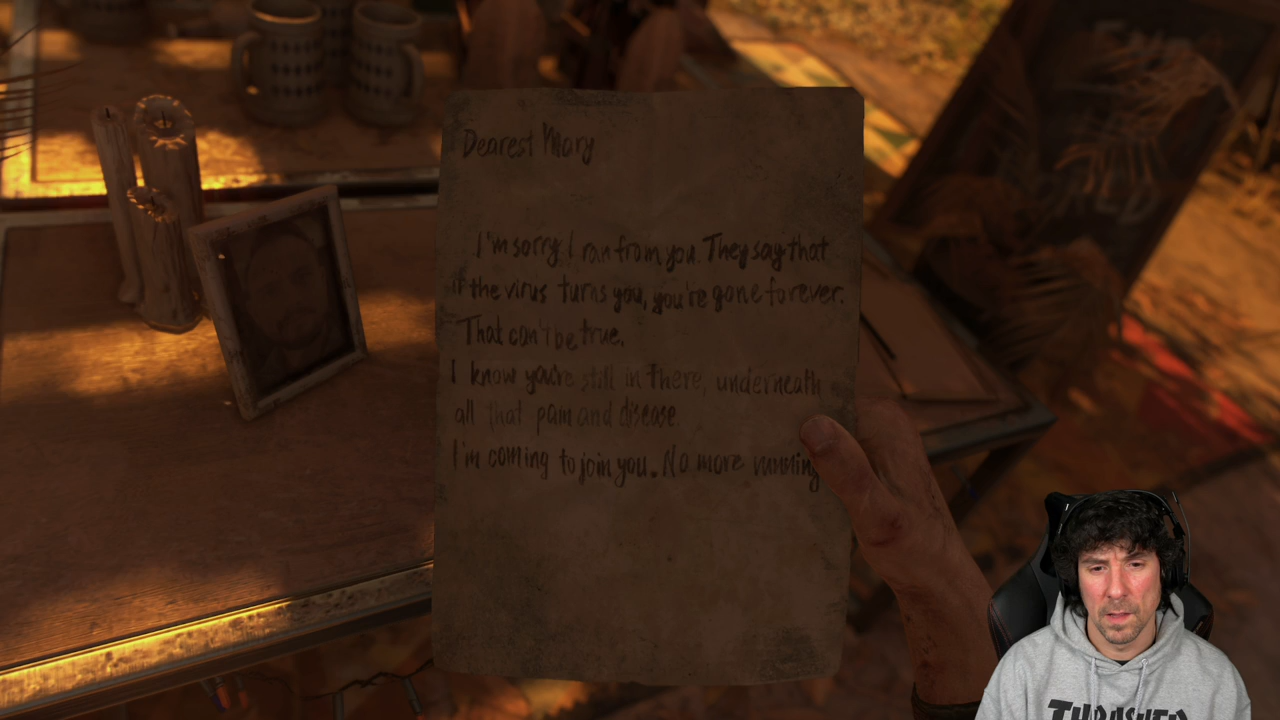 Dearest Mary
I'm sorry I ran from you. They say that
if the virus turns you, you're gone forever.
That can't be true.
I know you're still in there, underneath
all that pain and disease.
I'm coming to join you. No more running
THRASHER